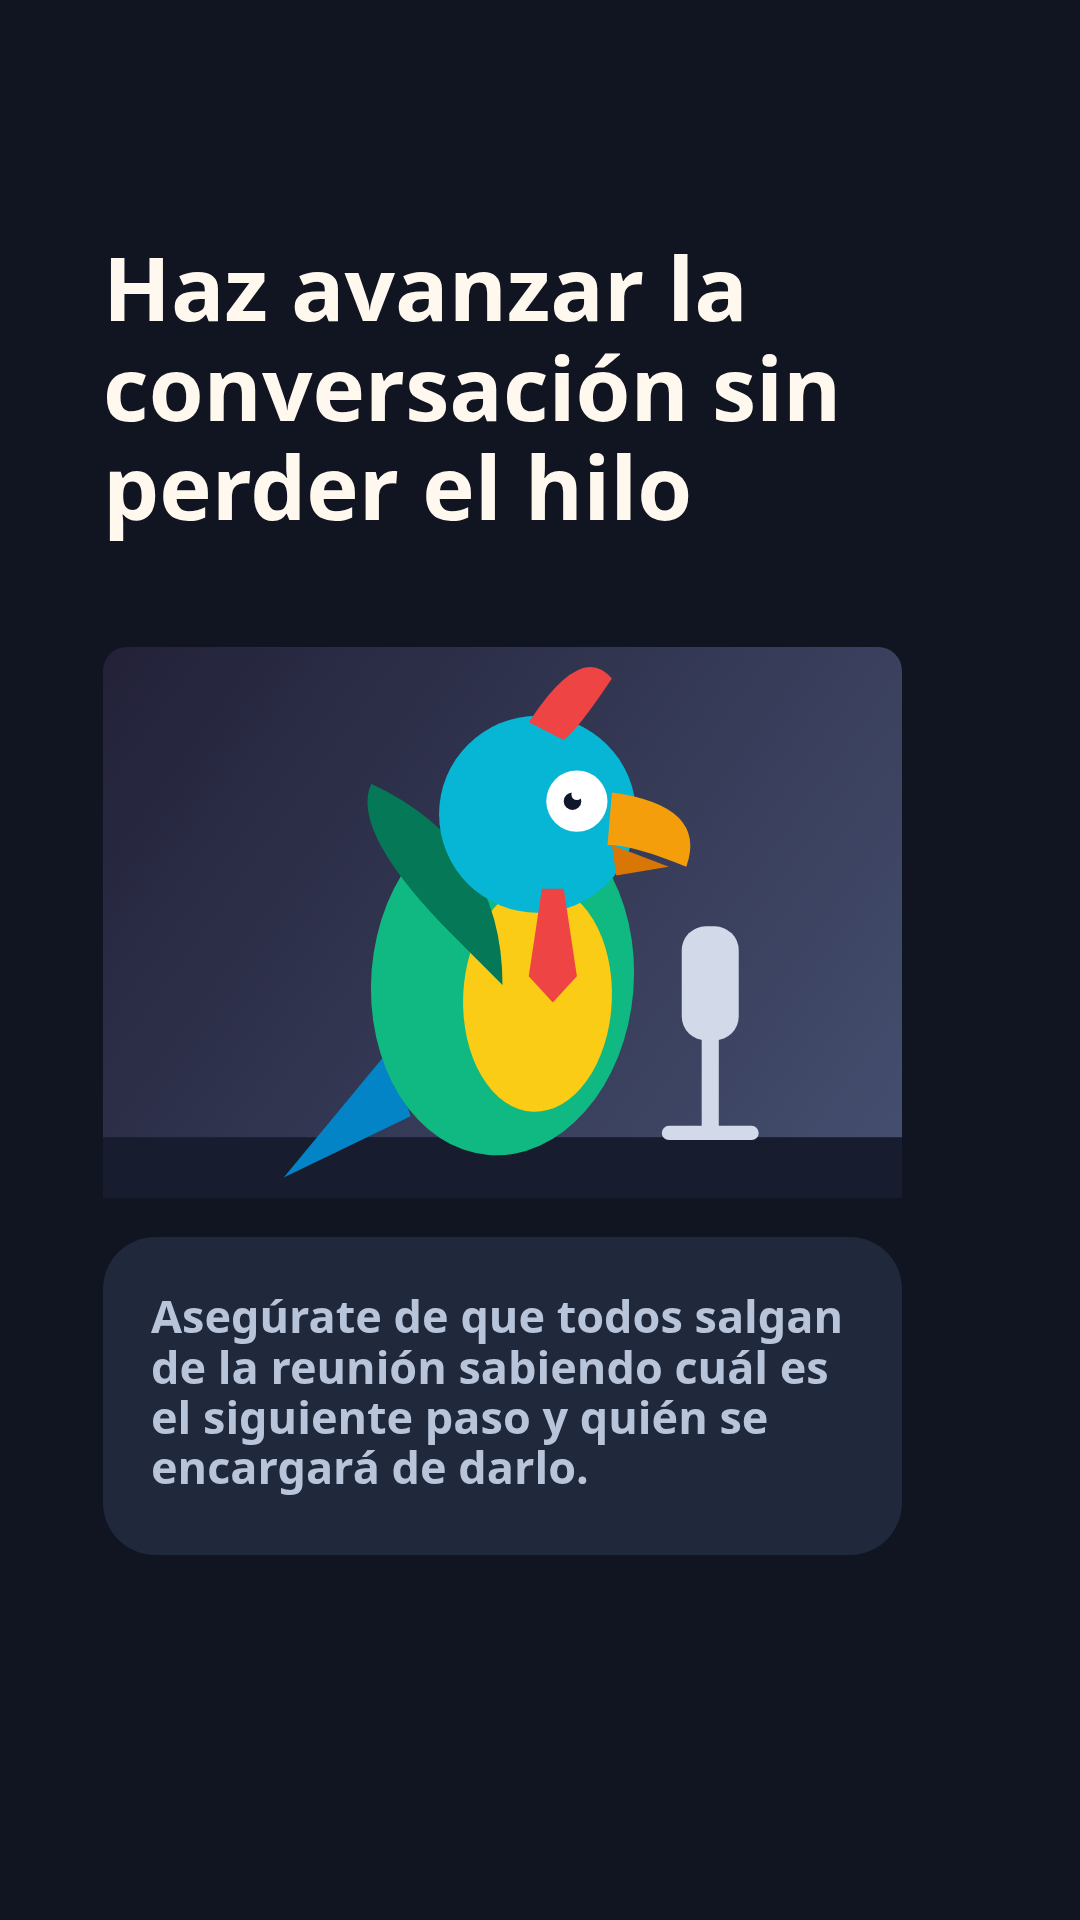 Haz avanzar la
conversación sin
perder el hilo
Asegúrate de que todos salgan
de la reunión sabiendo cuál es
el siguiente paso y quién se
encargará de darlo.